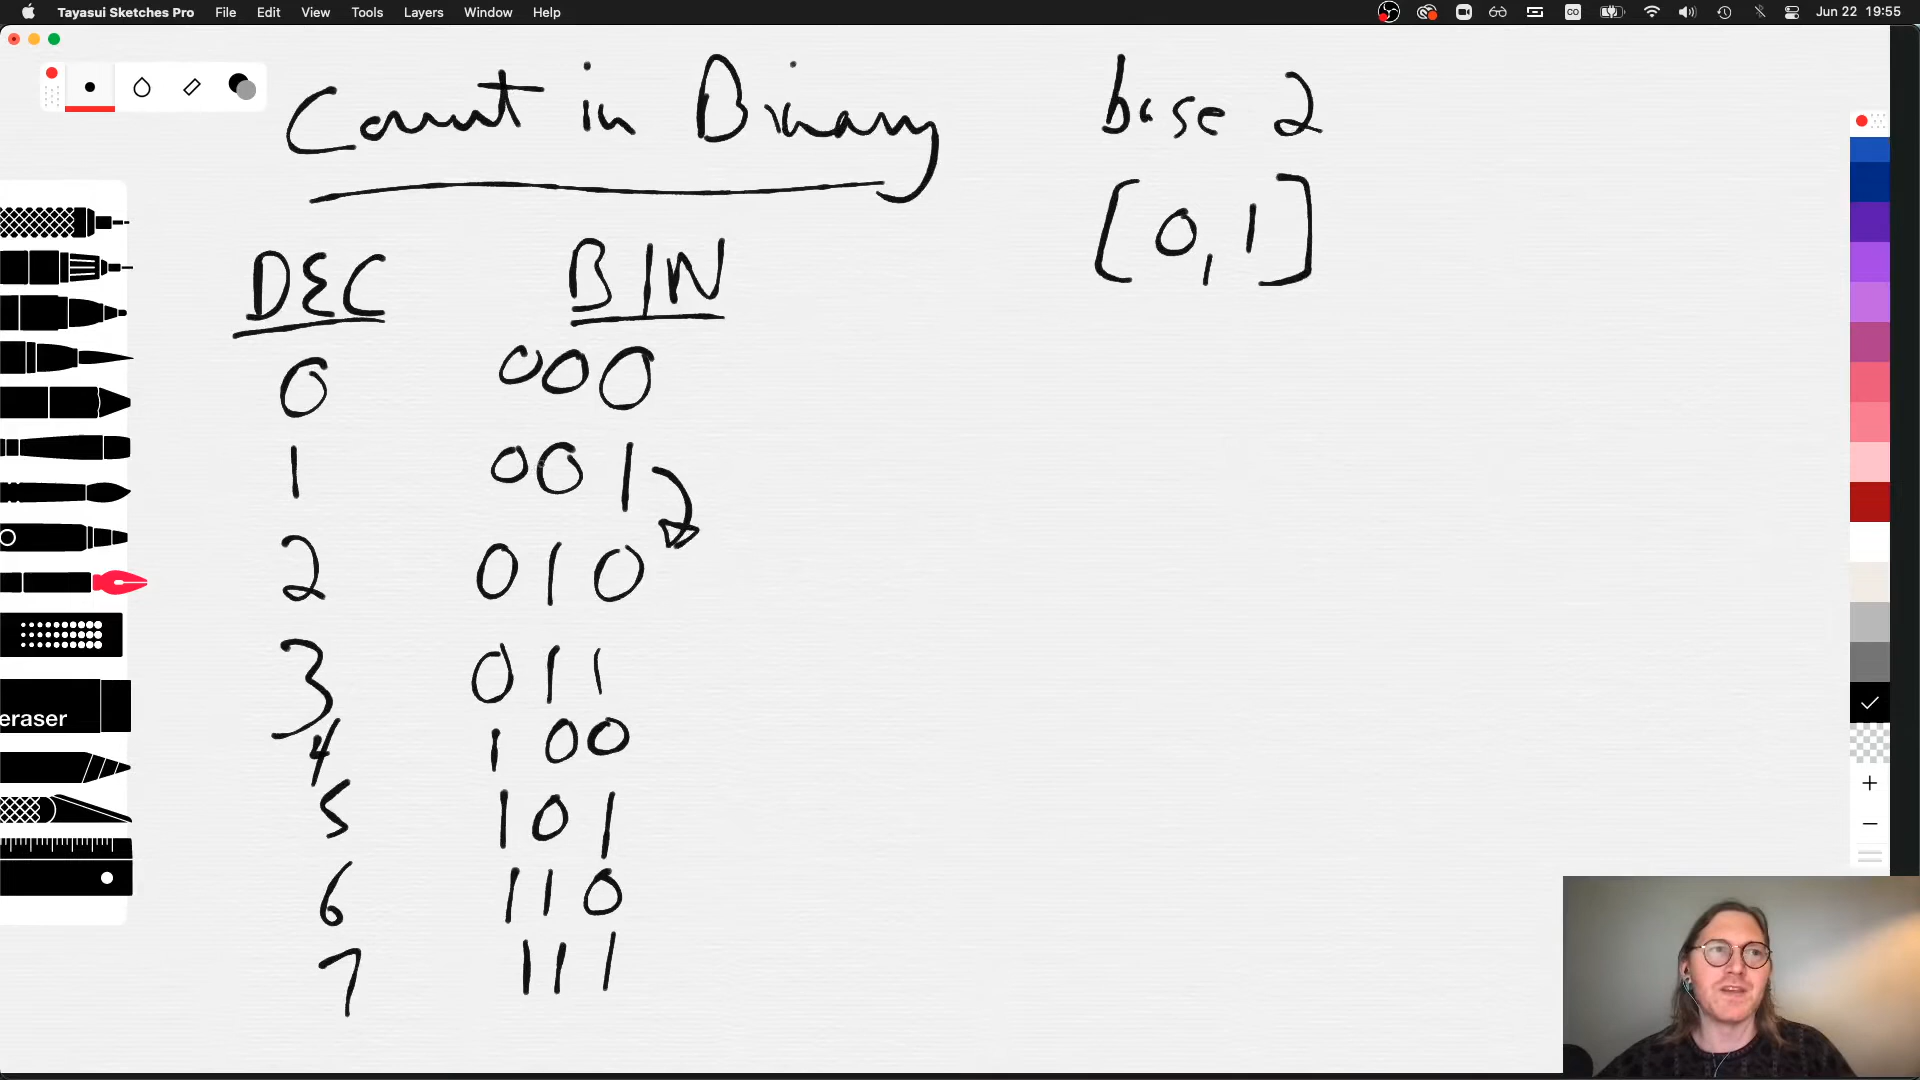 Tayasui Sketches Pro File Edit View Tools Layers Window Help Jun 22 19:55
Count in Binary
base 2
[0,1]
DEC BIN
0 000
1 001
2 010
3 011
4 100
5 101
6 110
7 111
eraser